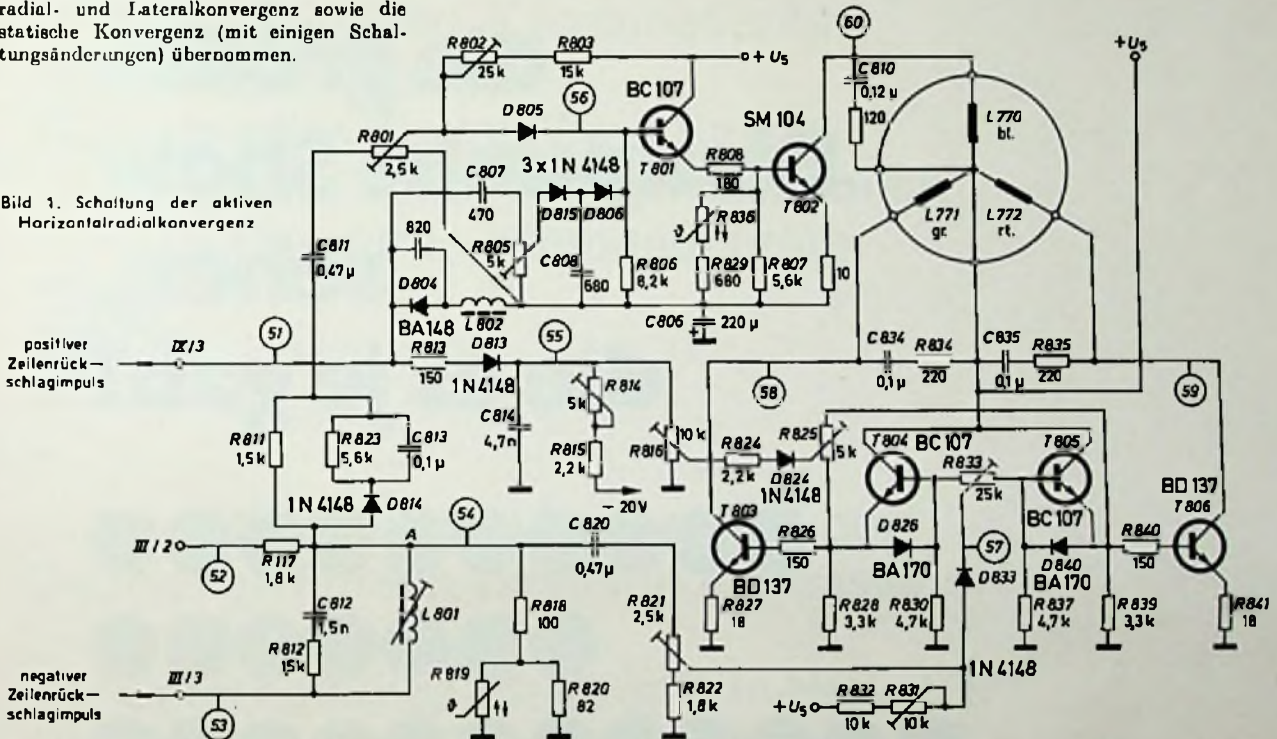 radial- und Lateralkonvergenz sowie die
statische Konvergenz (mit einigen Schal-
tungsänderungen) übernommen.
Bild 1. Schaltung der aktiven
Horizontalradialkonvergenz
R802
25k
R803
15k
+U5
60
+U5
C810
0,12µ
120
BC107
56
D805
T801
SM104
R801
2,5k
3x1N4148
R808
180
T802
L770
bl.
L771
gr.
L772
rt.
C807
470
D815
D806
R836
820
R805
5k
C808
680
C811
0,47µ
R806
8,2k
R829
680
R807
5,6k
10
D804
BA148
L802
C806
220µ
positiver
Zeilenrück-
schlagimpuls
IX/3
51
R813
150
D813
1N4148
55
C834
0,1µ
R834
220
C835
0,1µ
R835
220
58
59
R814
5k
C814
4,7n
R815
2,2k
-20V
R816
10k
R824
2,2k
D824
1N4148
R825
5k
T804
BC107
R833
25k
T805
BC107
BD137
T806
R811
1,5k
R823
5,6k
C813
0,1µ
1N4148
D814
T803
BD137
R826
150
D826
BA170
57
D833
1N4148
D840
BA170
R840
150
III/2
52
R117
1,8k
A
54
C820
0,47µ
C812
1,5n
L801
R812
15k
R818
100
R821
2,5k
R827
18
R828
3,3k
R830
4,7k
R837
4,7k
R839
3,3k
R841
18
R819
R820
82
R822
1,8k
+U5
R832
10k
R831
10k
negativer
Zeilenrück-
schlagimpuls
III/3
53